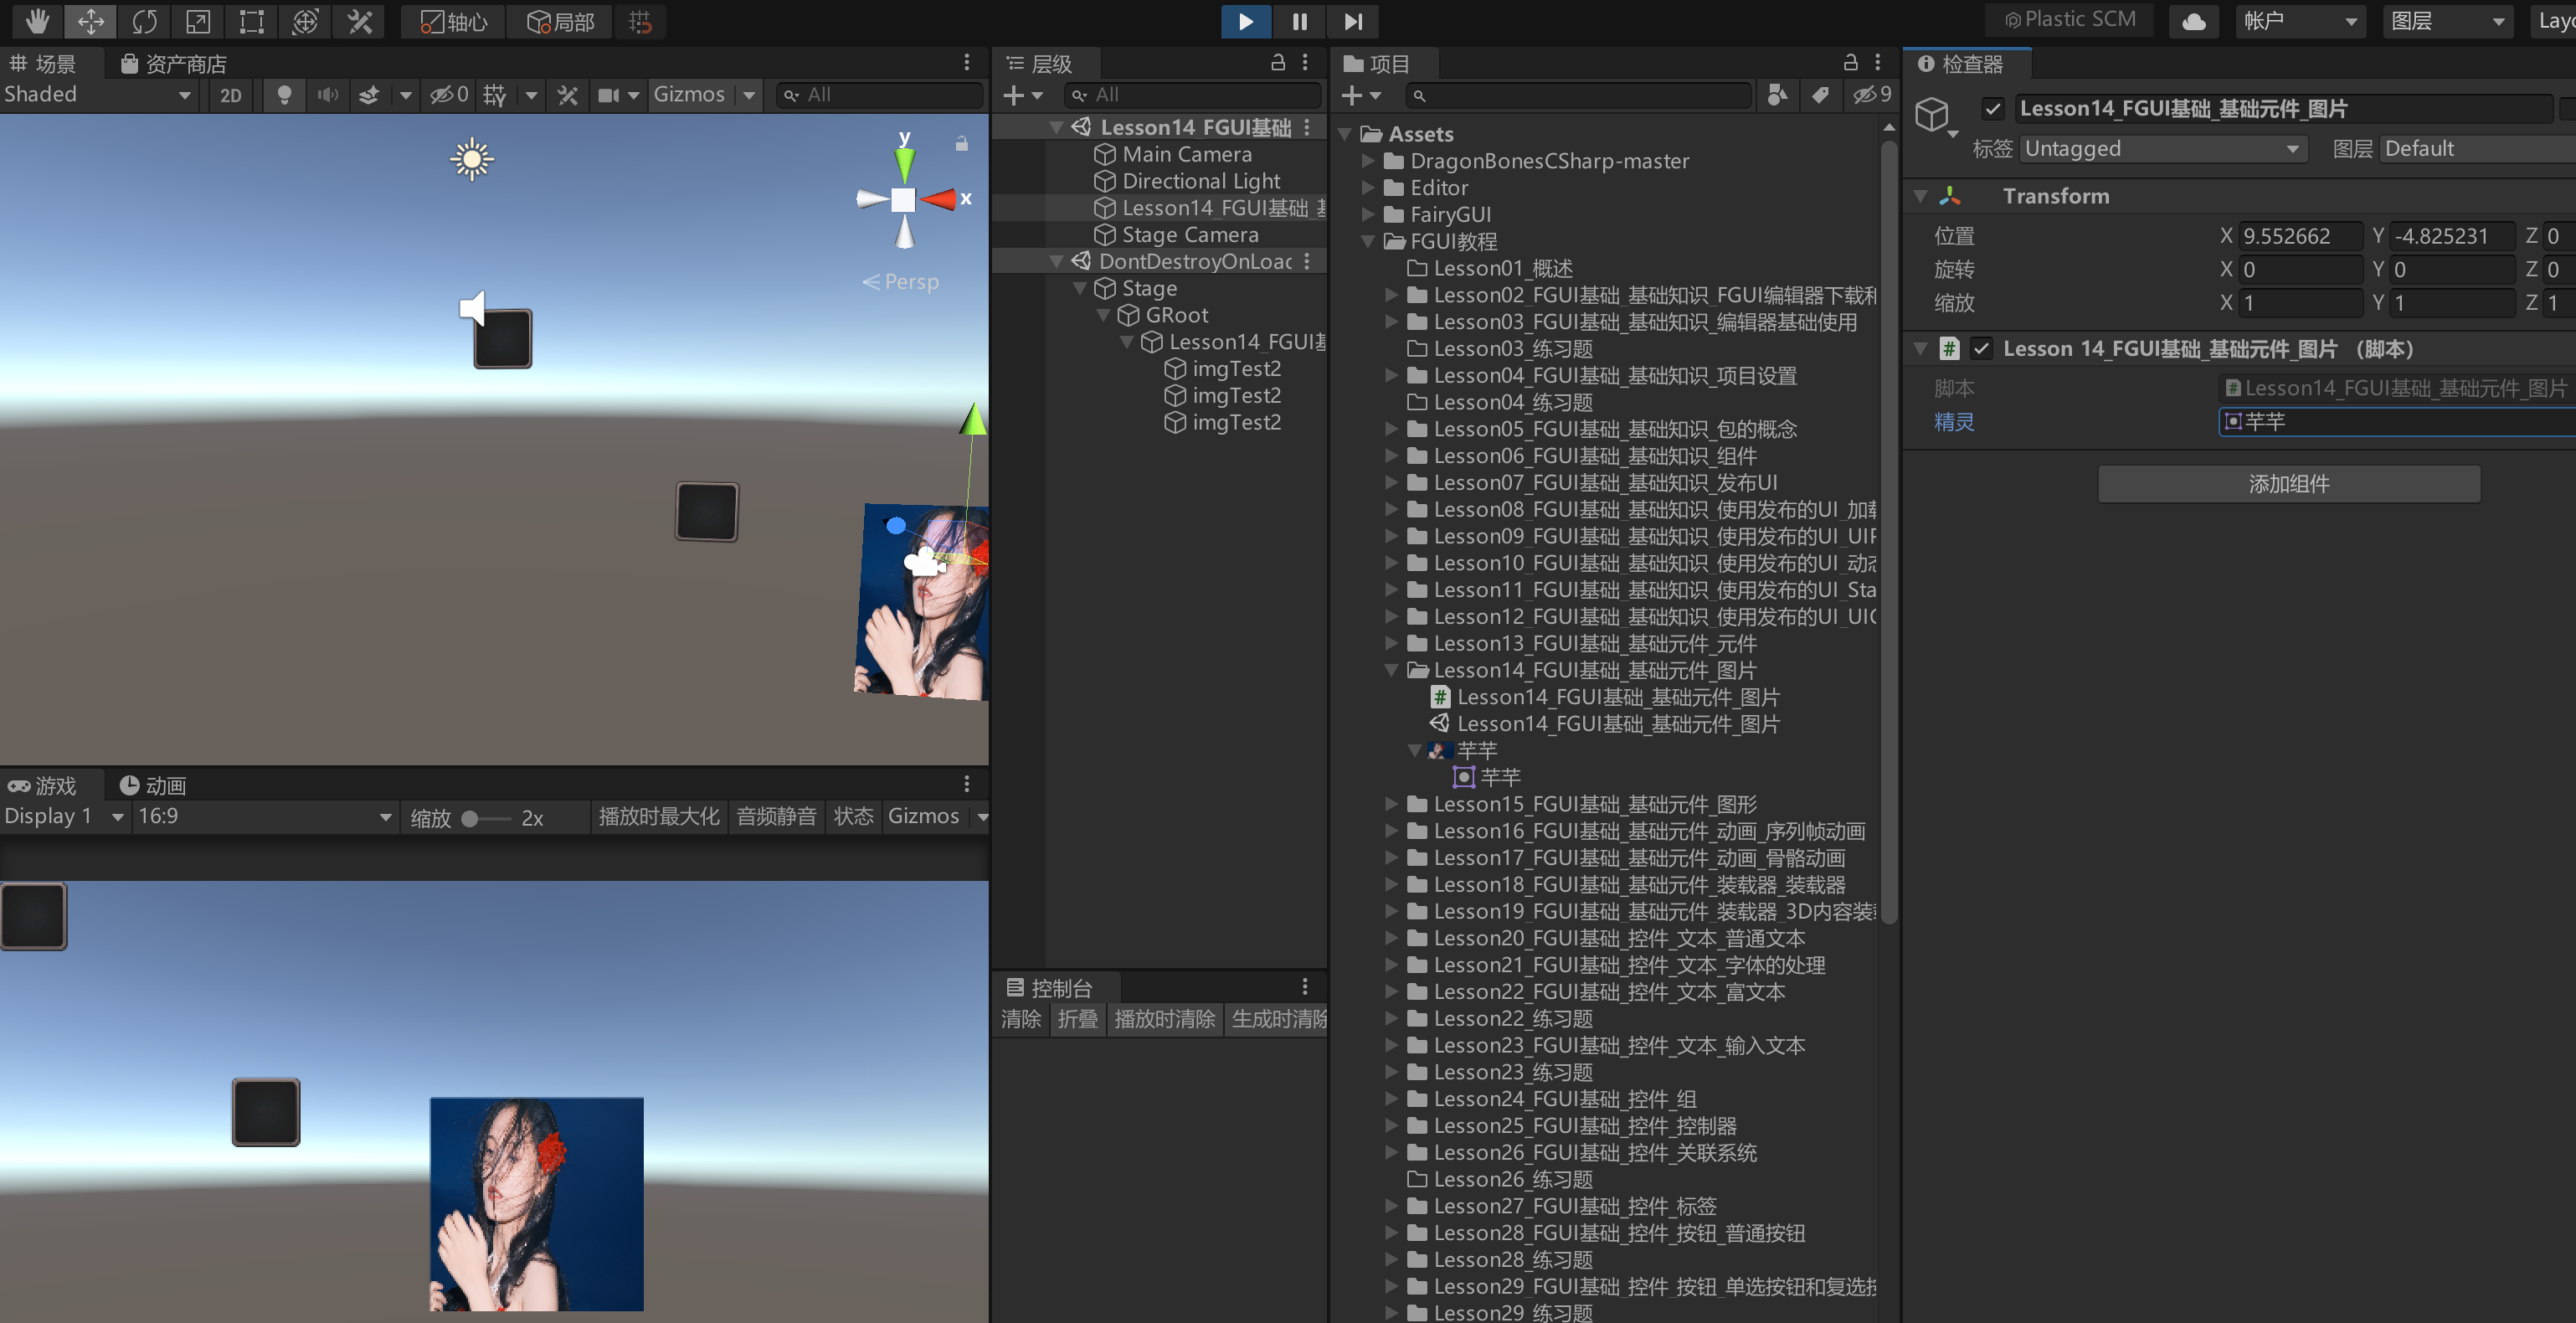 轴心 局部 Plastic SCM 帐户 图层 Layo
场景 资产商店
Shaded 2D 0 Gizmos All
y
x
Persp
游戏 动画
Display 1 16:9 缩放 2x 播放时最大化 音频静音 状态 Gizmos
层级
All
Lesson14_FGUI基础
Main Camera
Directional Light
Lesson14_FGUI基础_基
Stage Camera
DontDestroyOnLoad
Stage
GRoot
Lesson14_FGUI基
imgTest2
imgTest2
imgTest2
控制台
清除 折叠 播放时清除 生成时清除
项目
9
Assets
DragonBonesCSharp-master
Editor
FairyGUI
FGUI教程
Lesson01_概述
Lesson02_FGUI基础_基础知识_FGUI编辑器下载和
Lesson03_FGUI基础_基础知识_编辑器基础使用
Lesson03_练习题
Lesson04_FGUI基础_基础知识_项目设置
Lesson04_练习题
Lesson05_FGUI基础_基础知识_包的概念
Lesson06_FGUI基础_基础知识_组件
Lesson07_FGUI基础_基础知识_发布UI
Lesson08_FGUI基础_基础知识_使用发布的UI_加载
Lesson09_FGUI基础_基础知识_使用发布的UI_UIP
Lesson10_FGUI基础_基础知识_使用发布的UI_动态
Lesson11_FGUI基础_基础知识_使用发布的UI_Sta
Lesson12_FGUI基础_基础知识_使用发布的UI_UIC
Lesson13_FGUI基础_基础元件_元件
Lesson14_FGUI基础_基础元件_图片
Lesson14_FGUI基础_基础元件_图片
Lesson14_FGUI基础_基础元件_图片
芊芊
芊芊
Lesson15_FGUI基础_基础元件_图形
Lesson16_FGUI基础_基础元件_动画_序列帧动画
Lesson17_FGUI基础_基础元件_动画_骨骼动画
Lesson18_FGUI基础_基础元件_装载器_装载器
Lesson19_FGUI基础_基础元件_装载器_3D内容装载
Lesson20_FGUI基础_控件_文本_普通文本
Lesson21_FGUI基础_控件_文本_字体的处理
Lesson22_FGUI基础_控件_文本_富文本
Lesson22_练习题
Lesson23_FGUI基础_控件_文本_输入文本
Lesson23_练习题
Lesson24_FGUI基础_控件_组
Lesson25_FGUI基础_控件_控制器
Lesson26_FGUI基础_控件_关联系统
Lesson26_练习题
Lesson27_FGUI基础_控件_标签
Lesson28_FGUI基础_控件_按钮_普通按钮
Lesson28_练习题
Lesson29_FGUI基础_控件_按钮_单选按钮和复选按
Lesson29_练习题
检查器
Lesson14_FGUI基础_基础元件_图片
标签 Untagged 图层 Default
Transform
位置 X 9.552662 Y -4.825231 Z 0
旋转 X 0 Y 0 Z 0
缩放 X 1 Y 1 Z 1
Lesson 14_FGUI基础_基础元件_图片 （脚本）
脚本 Lesson14_FGUI基础_基础元件_图片
精灵 芊芊
添加组件